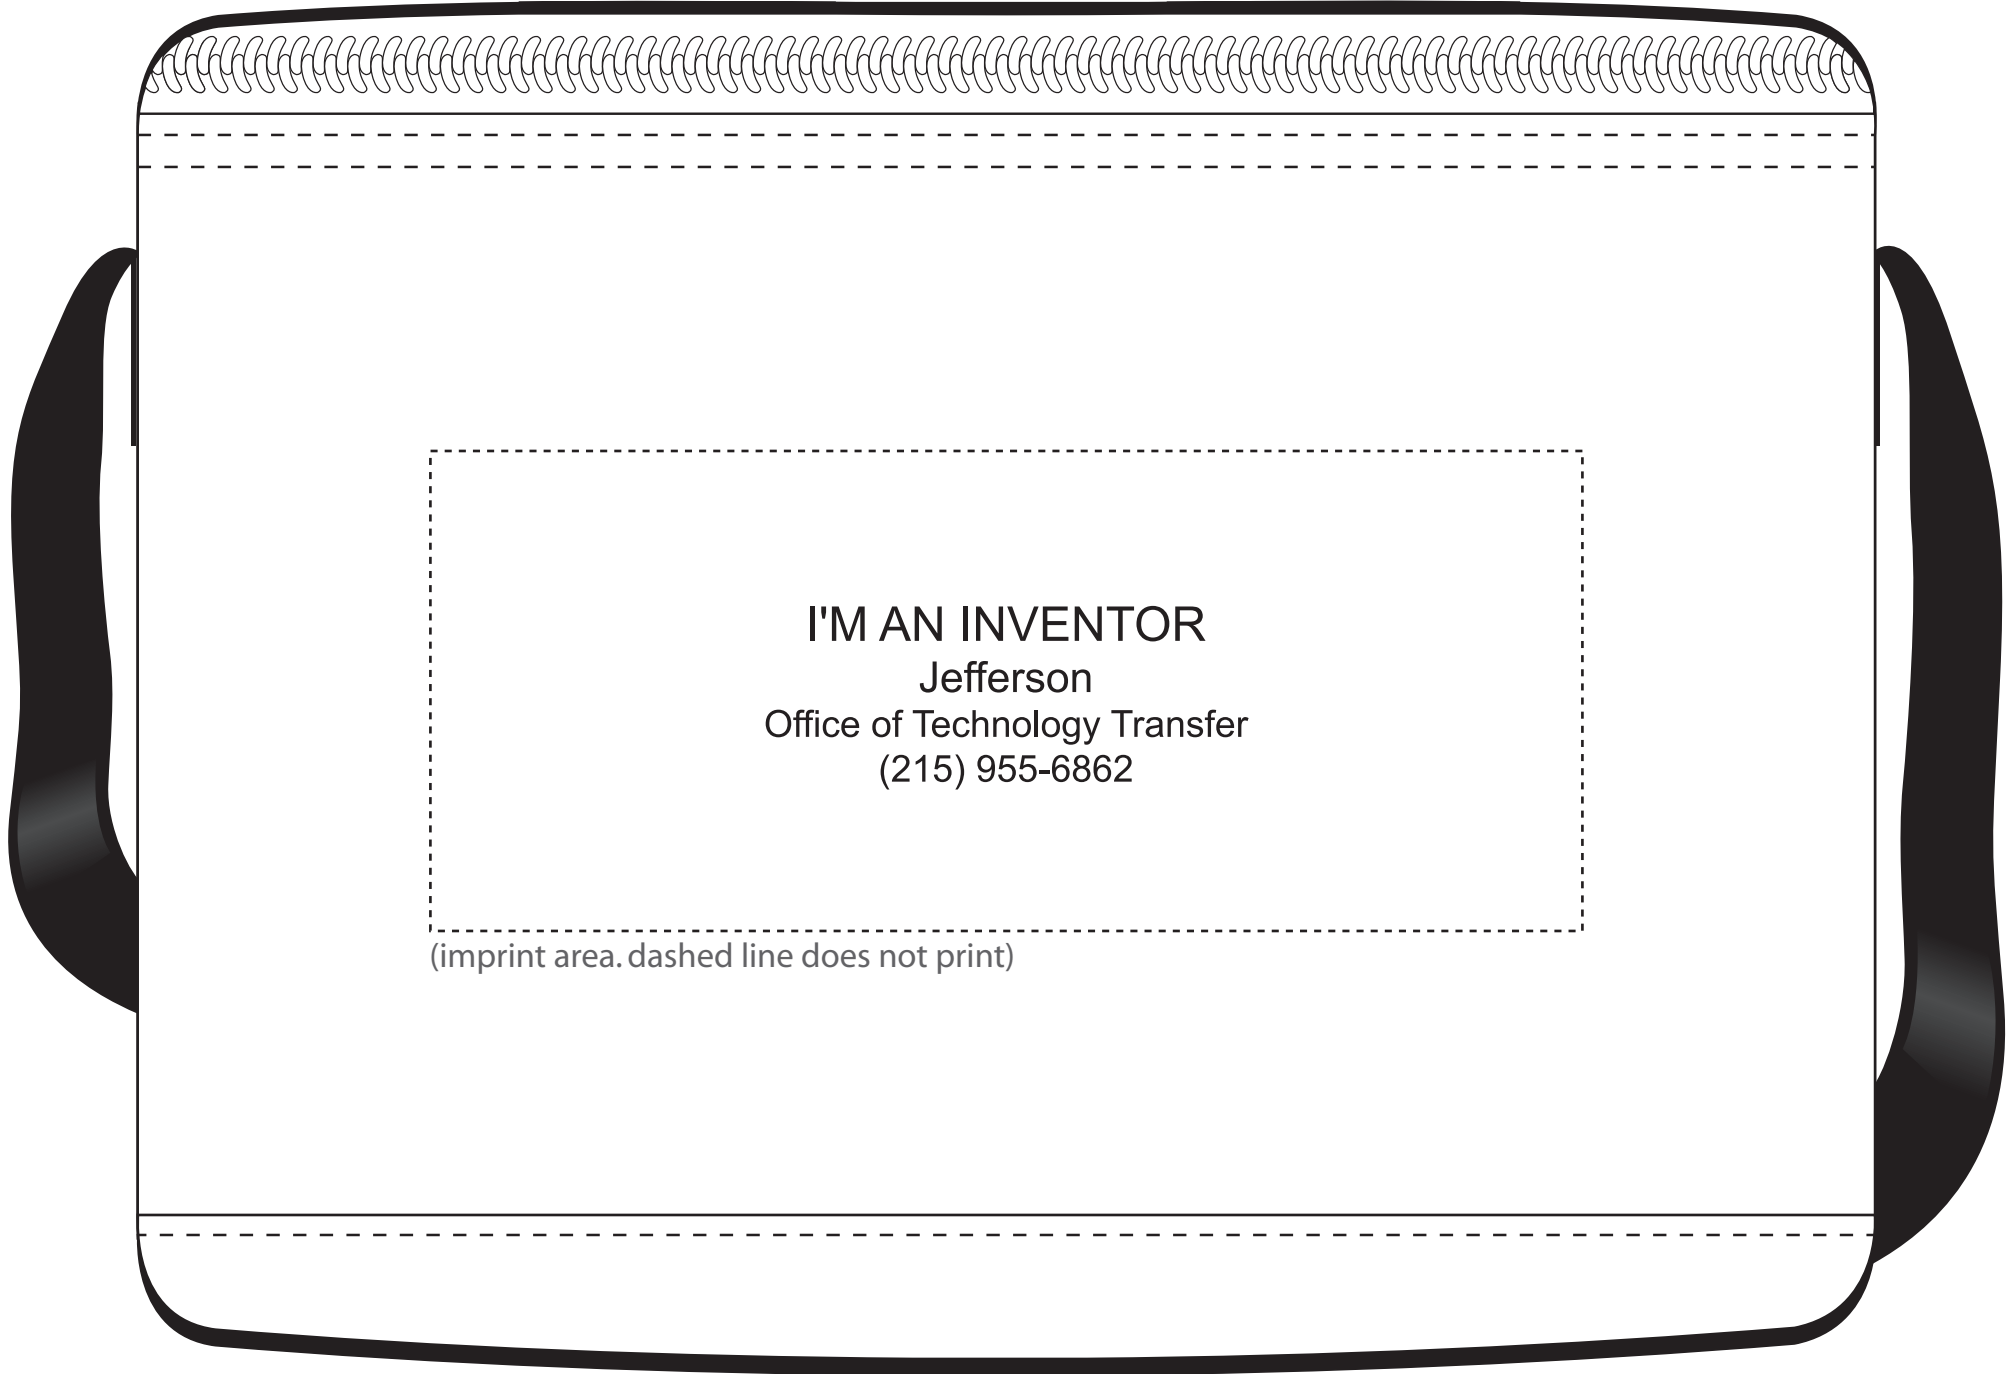 I'M AN INVENTOR
Jefferson
Office of Technology Transfer
(215) 955-6862
(imprint area. dashed line does not print)